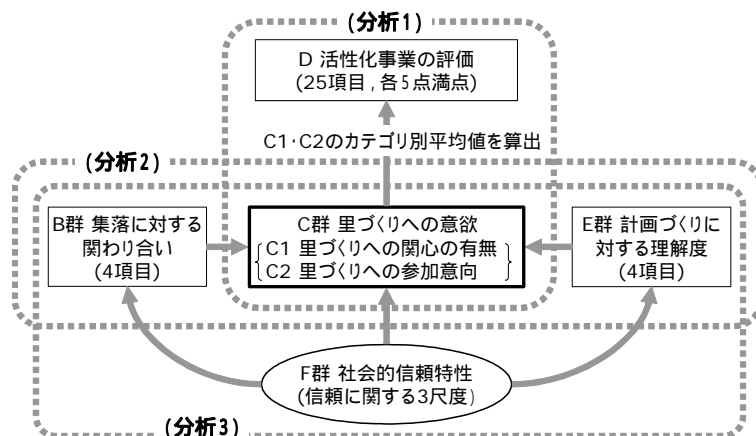 (分析1)
D 活性化事業の評価
(25項目,各5点満点)
C1・C2のカテゴリ別平均値を算出
(分析2)
B群 集落に対する
関わり合い
(4項目)
C群 里づくりへの意欲
C1 里づくりへの関心の有無
C2 里づくりへの参加意向
E群 計画づくりに
対する理解度
(4項目)
F群 社会的信頼特性
(信頼に関する3尺度)
(分析3)